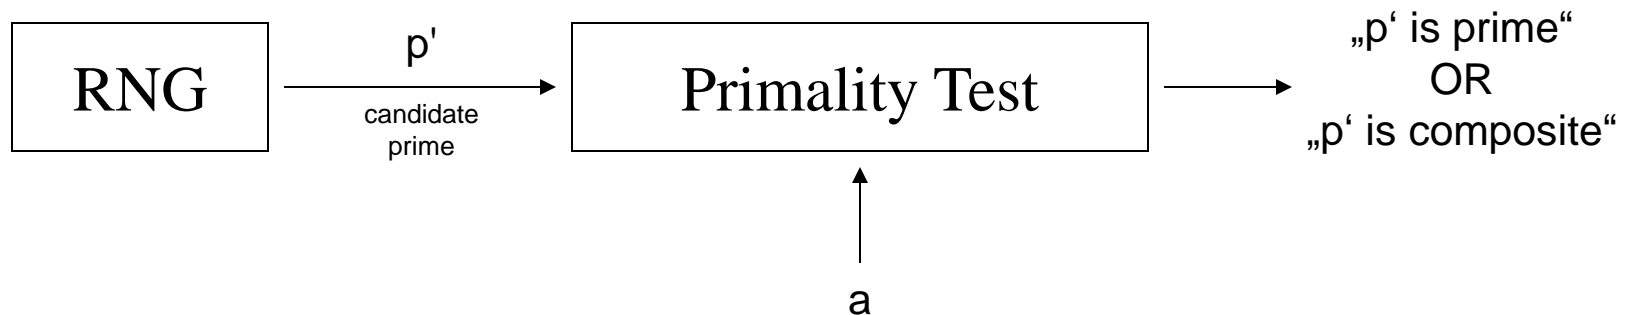 RNG
p'
candidate
prime
Primality Test
a
„p‘ is prime“
OR
„p‘ is composite“